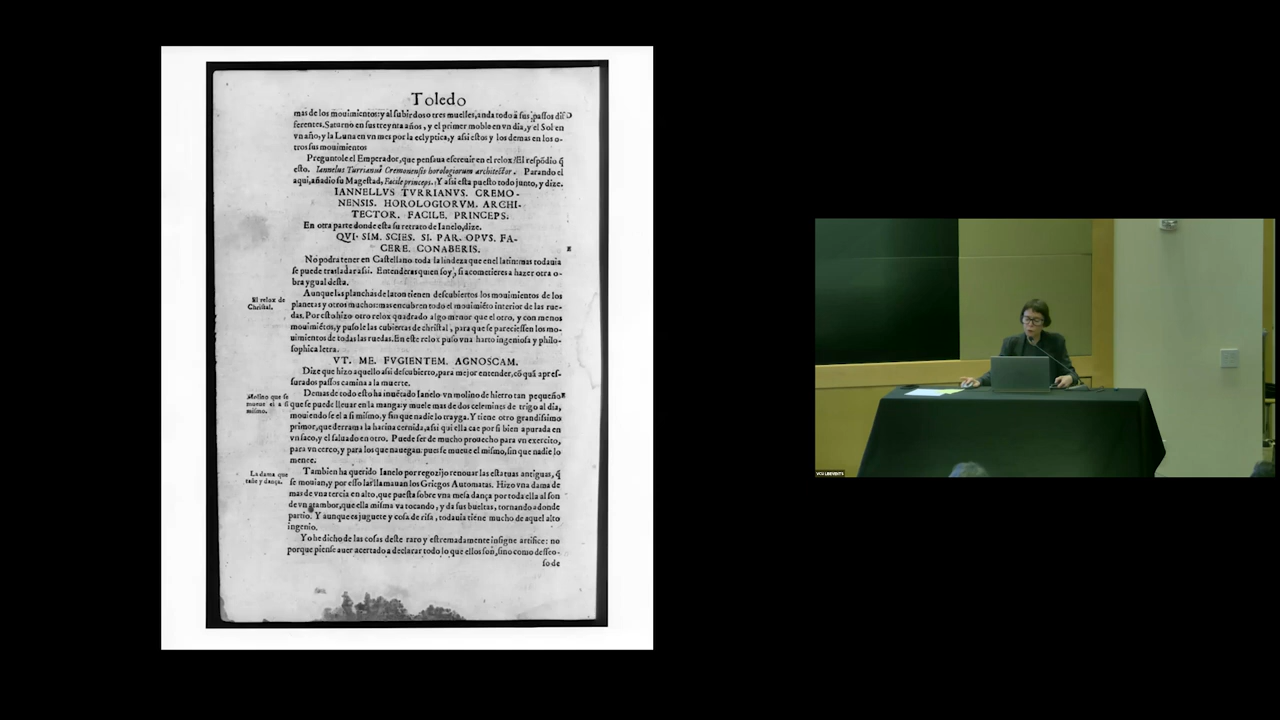 Toledo
mas de los mouimientos: y al subir dos o tres muelles, anda todo a sus passos dif
ferentes. Saturno en sus treynta años, y el primer moble en vn dia, y el Sol en
vn año, y la Luna en vn mes por la eclyptica, y assi estos y los demas en los o-
tros sus mouimientos
Preguntole el Emperador, que pensaua escreuir en el relox? El respõdio q̃
esto. Iannelus Turrianus Cremonensis horologiorum architector. Parando el
aqui, añadio su Magestad, Facile princeps. Y assi esta puesto todo junto, y dize.
IANNELLVS TVRRIANVS. CREMO-
NENSIS. HOROLOGIORVM. ARCHI-
TECTOR. FACILE. PRINCEPS.
En otra parte donde esta su retrato de Ianelo, dize.
QVI. SIM. SCIES. SI. PAR. OPVS. FA-
CERE. CONABERIS.
No podra tener en Castellano toda la lindeza que en el latin: mas todauia
se puede trasladar assi. Entenderas quien soy, si acometieres a hazer otra o-
bra ygual desta.
Aunque las planchas de laton tienen descubiertos los mouimientos de los
planetas y otros muchos: mas encubren todo el mouimiẽto interior de las rue-
El relox de
Christal.
das. Por esto hizo otro relox quadrado algo menor que el otro, y con menos
mouimiẽtos, y puso le las cubiertas de christal, para que se pareciessen los mo-
uimientos de todas las ruedas. En este relox puso vna harto ingeniosa y philo-
sophica letra.
VT. ME. FVGIENTEM. AGNOSCAM.
Dize que hizo aquello assi descubierto, para mejor entender, cõ quã apres-
surados passos camina a la muerte.
Molino que se
mueue el a si
mismo.
Demas de todo esto ha inuẽtado Ianelo vn molino de hierro tan pequeño
que se puede lleuar en la manga: y muele mas de dos celemines de trigo al dia,
mouiendo se el a si mismo, y sin que nadie lo trayga. Y tiene otro grandissimo
primor, que derrama la harina cernida, assi qui ella cae por si bien apurada en
vn saco, y el saluado en otro. Puede ser de mucho prouecho para vn exercito,
para vn cerco, y para los que nauegan: pues se mueue el mismo, sin que nadie lo
menee.
La dama que
tañe y dança.
Tambien ha querido Ianelo por regozijo renouar las estatuas antiguas, q̃
se mouian, y por esso las llamauan los Griegos Automatas. Hizo vna dama de
mas de vna tercia en alto, que puesta sobre vna mesa dança por toda ella al son
de vn atambor, que ella misma va tocando, y da sus bueltas, tornando a donde
partio. Y aunque es juguete y cosa de risa, todauia tiene mucho de aquel alto
ingenio.
Yo he dicho de las cosas deste raro y estremadamente insigne artifice: no
porque piense auer acertado a declarar todo lo que ellos son, sino como desseo-
so de
VCU LIBEVENTS